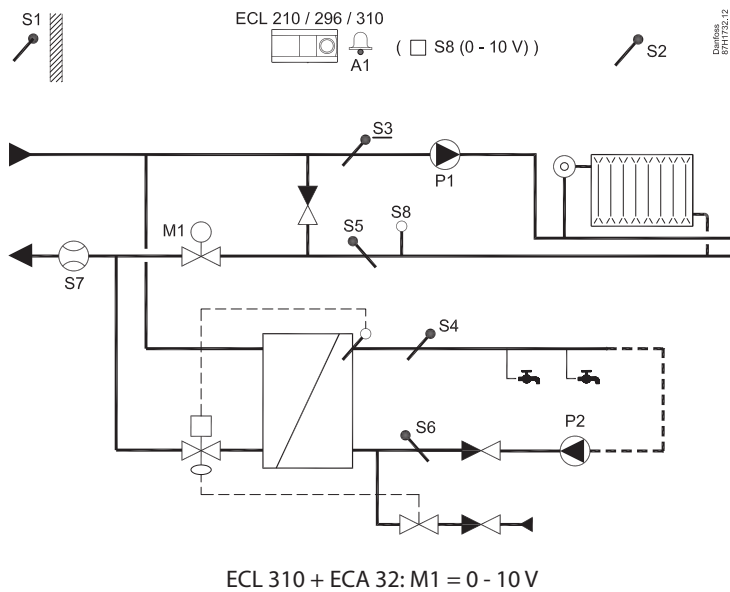 S1
ECL 210 / 296 / 310
A1
( S8 (0 - 10 V) )
S2
Danfoss
87H1732.12
S3
P1
M1
S5
S8
S7
S4
S6
P2
ECL 310 + ECA 32: M1 = 0 - 10 V